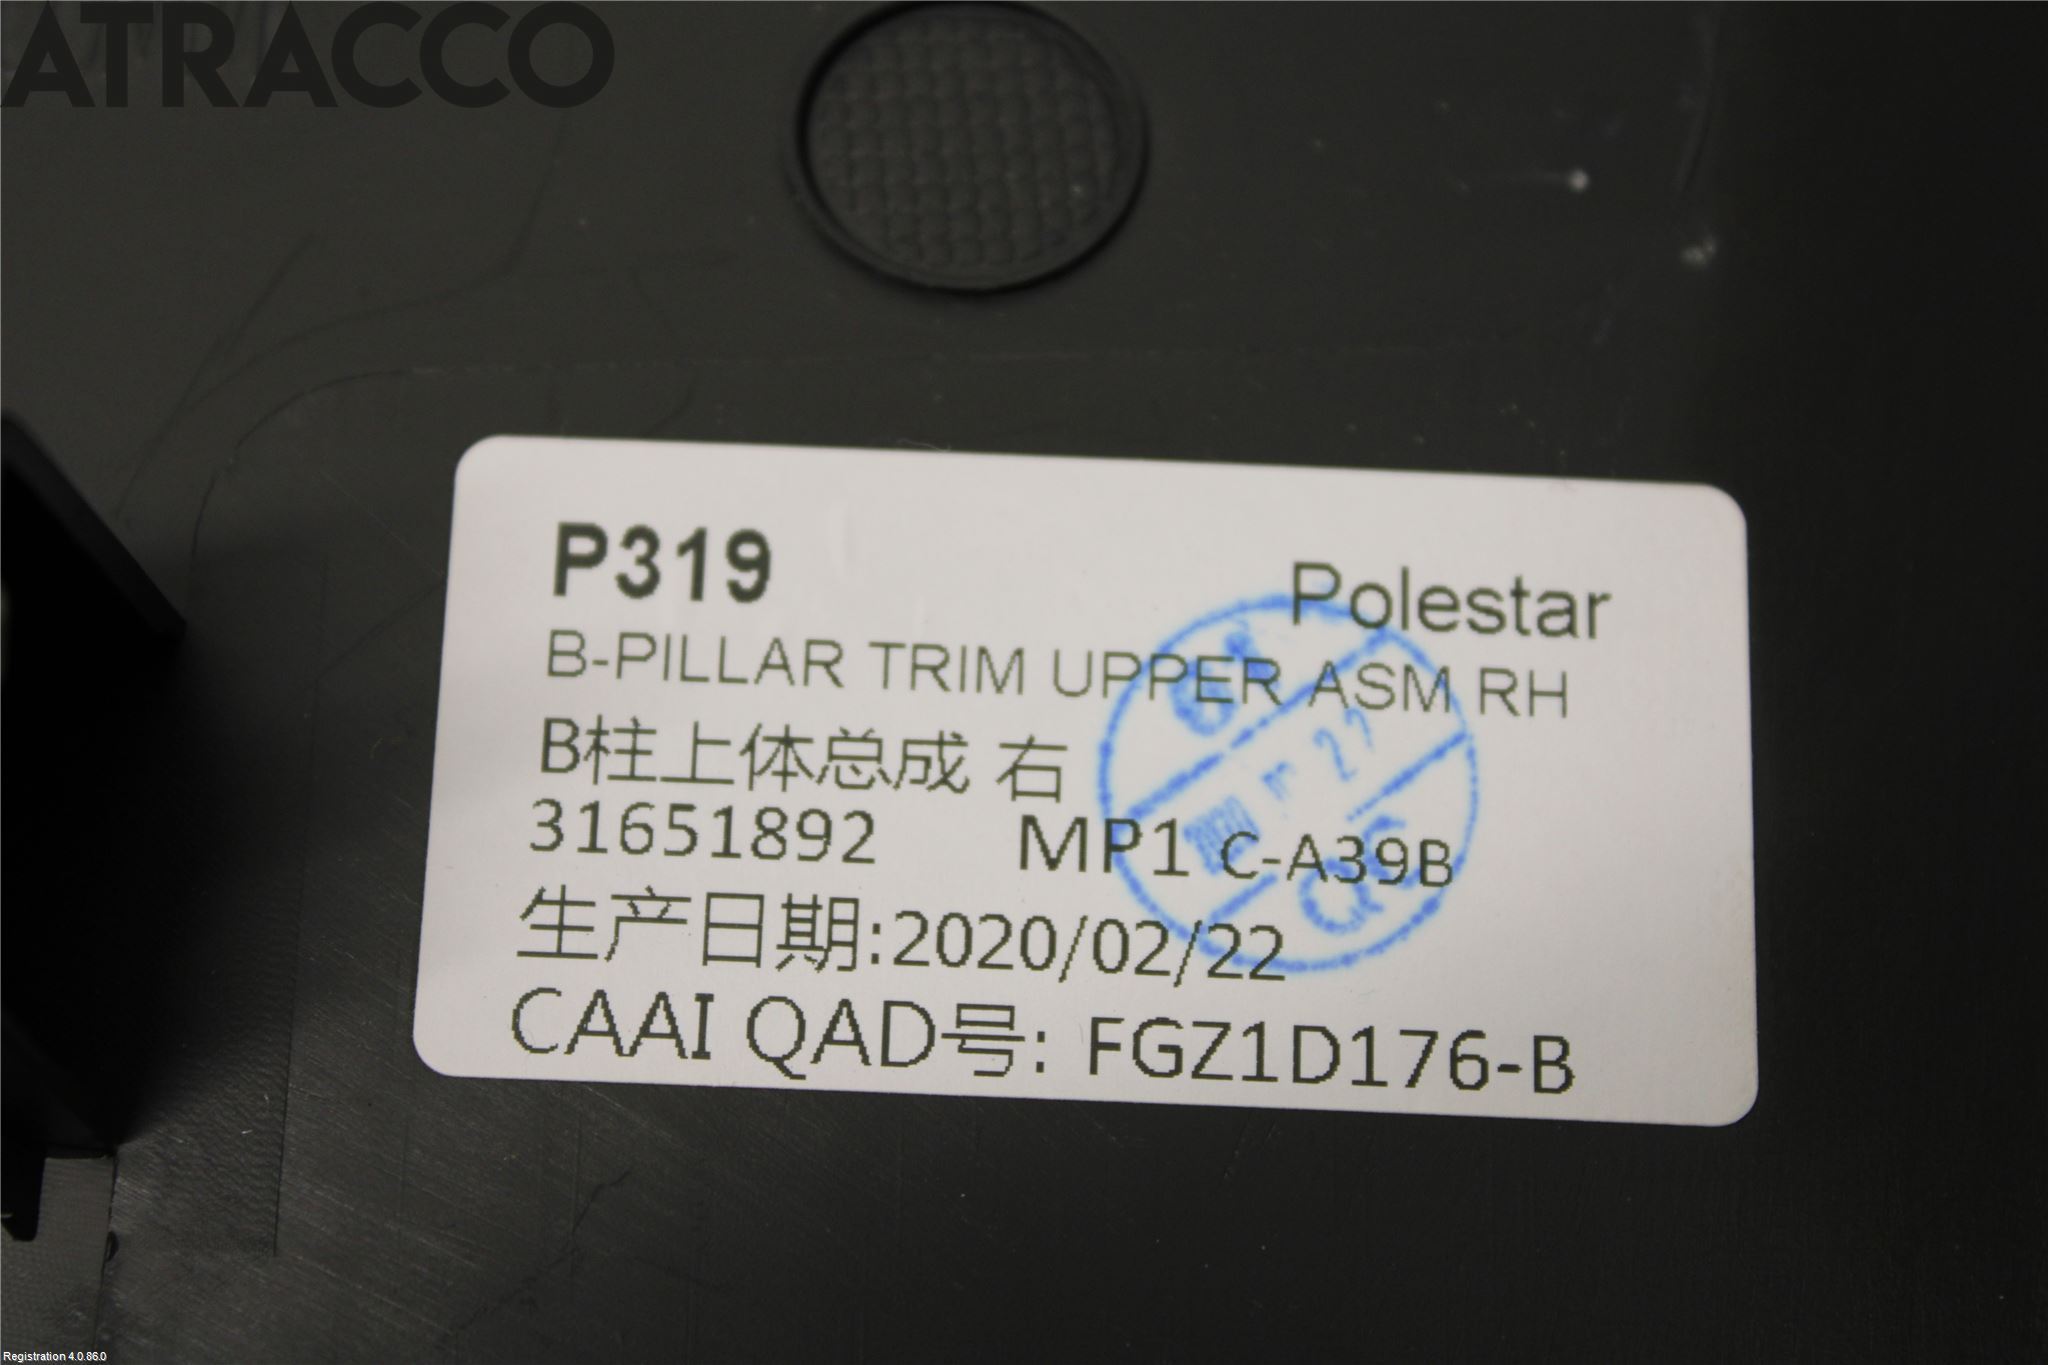 ATRACCO
P319
Polestar
B-PILLAR TRIM UPPER ASM RH
B柱上体总成 右
31651892 MP1 C-A39B
生产日期:2020/02/22
CAAI QAD号: FGZ1D176-B
Registration 4.0.86.0